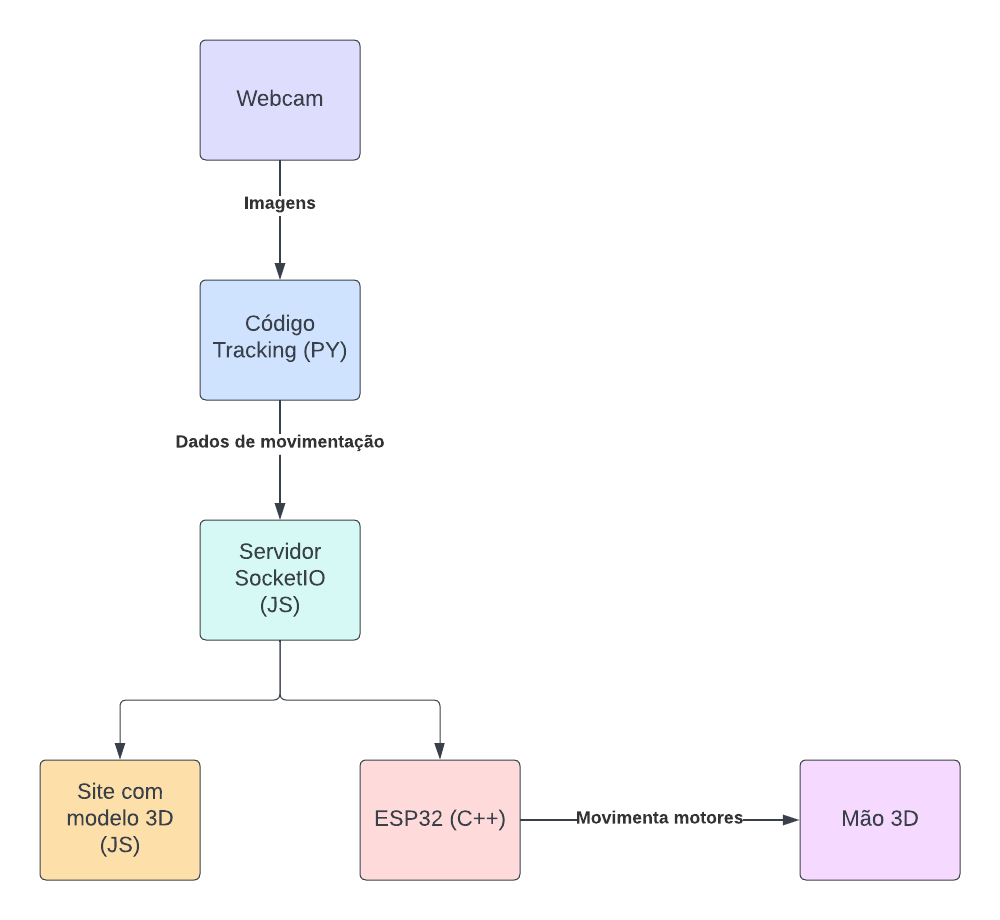 Webcam
Imagens
Código
Tracking (PY)
Dados de movimentação
Servidor
SocketIO
(JS)
Site com
modelo 3D
(JS)
ESP32 (C++)
Movimenta motores
Mão 3D